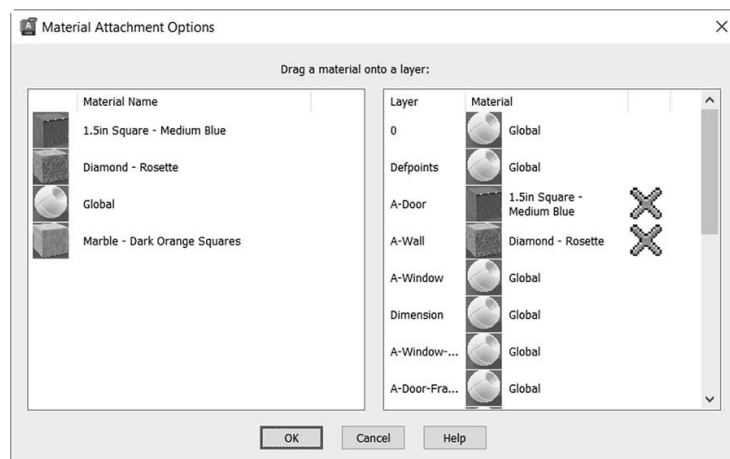 Material Attachment Options
Drag a material onto a layer:
Material Name
1.5in Square - Medium Blue
Diamond - Rosette
Global
Marble - Dark Orange Squares
Layer Material
0 Global
Defpoints Global
A-Door 1.5in Square -
Medium Blue
A-Wall Diamond - Rosette
A-Window Global
Dimension Global
A-Window-... Global
A-Door-Fra... Global
OK Cancel Help